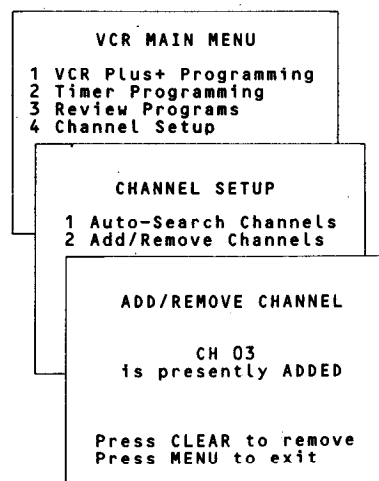 VCR MAIN MENU
1 VCR Plus+ Programming
2 Timer Programming
3 Review Programs
4 Channel Setup
CHANNEL SETUP
1 Auto-Search Channels
2 Add/Remove Channels
ADD/REMOVE CHANNEL
CH 03
is presently ADDED
Press CLEAR to remove
Press MENU to exit